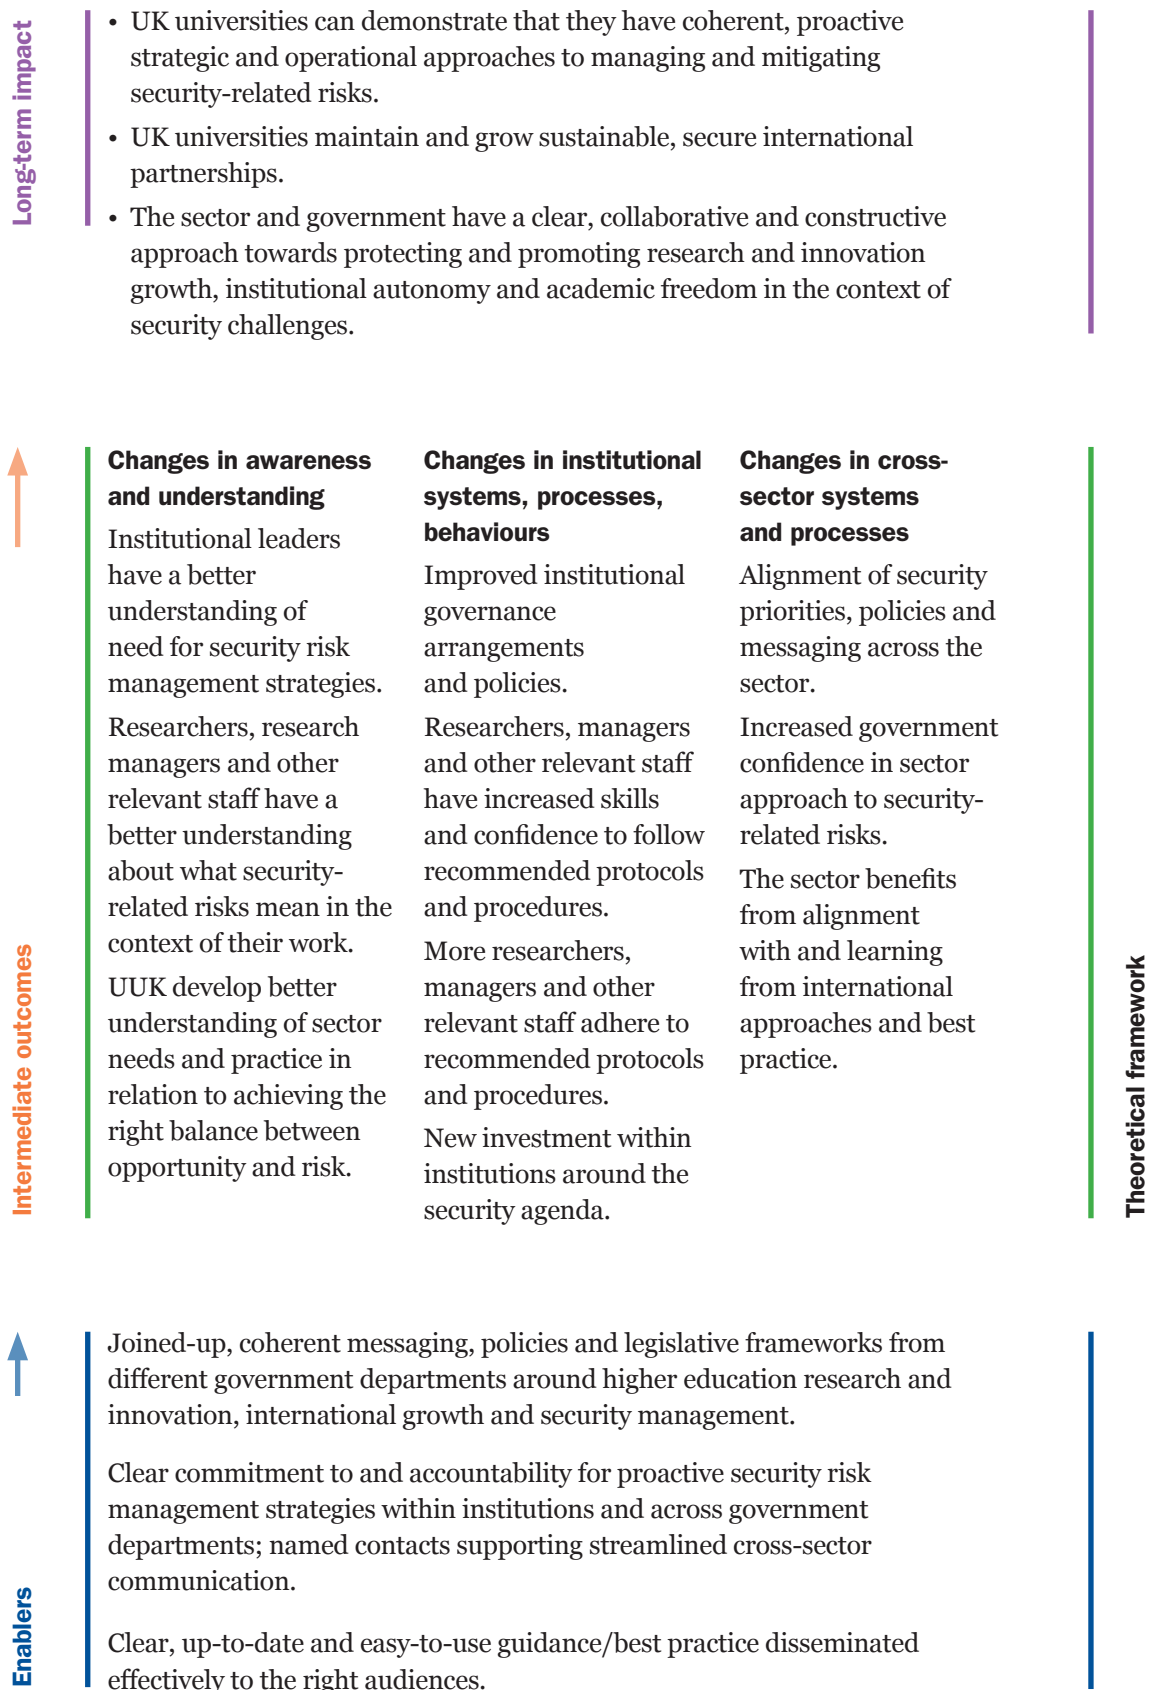 Long-term impact
• UK universities can demonstrate that they have coherent, proactive
strategic and operational approaches to managing and mitigating
security-related risks.
• UK universities maintain and grow sustainable, secure international
partnerships.
• The sector and government have a clear, collaborative and constructive
approach towards protecting and promoting research and innovation
growth, institutional autonomy and academic freedom in the context of
security challenges.
Intermediate outcomes
Changes in awareness
and understanding
Institutional leaders
have a better
understanding of
need for security risk
management strategies.
Researchers, research
managers and other
relevant staff have a
better understanding
about what security-
related risks mean in the
context of their work.
UUK develop better
understanding of sector
needs and practice in
relation to achieving the
right balance between
opportunity and risk.
Changes in institutional
systems, processes,
behaviours
Improved institutional
governance
arrangements
and policies.
Researchers, managers
and other relevant staff
have increased skills
and confidence to follow
recommended protocols
and procedures.
More researchers,
managers and other
relevant staff adhere to
recommended protocols
and procedures.
New investment within
institutions around the
security agenda.
Changes in cross-
sector systems
and processes
Alignment of security
priorities, policies and
messaging across the
sector.
Increased government
confidence in sector
approach to security-
related risks.
The sector benefits
from alignment
with and learning
from international
approaches and best
practice.
Theoretical framework
Enablers
Joined-up, coherent messaging, policies and legislative frameworks from
different government departments around higher education research and
innovation, international growth and security management.
Clear commitment to and accountability for proactive security risk
management strategies within institutions and across government
departments; named contacts supporting streamlined cross-sector
communication.
Clear, up-to-date and easy-to-use guidance/best practice disseminated
effectively to the right audiences.